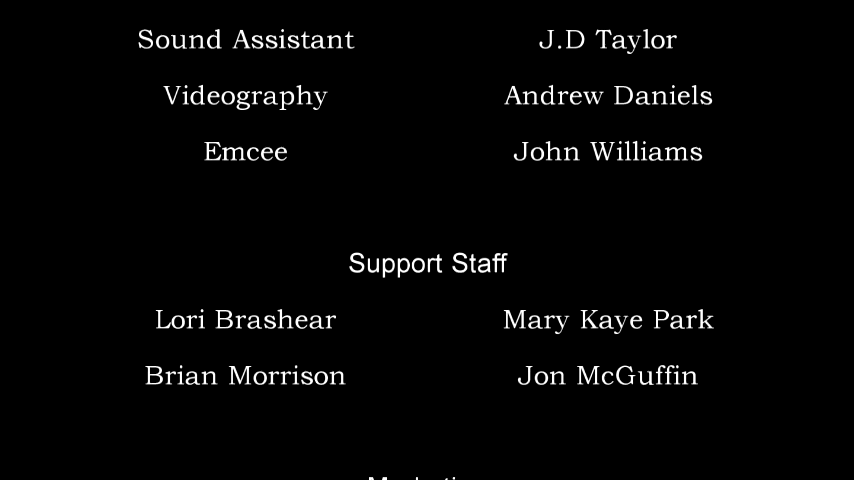 Sound Assistant J.D Taylor
Videography Andrew Daniels
Emcee John Williams
Support Staff
Lori Brashear Mary Kaye Park
Brian Morrison Jon McGuffin